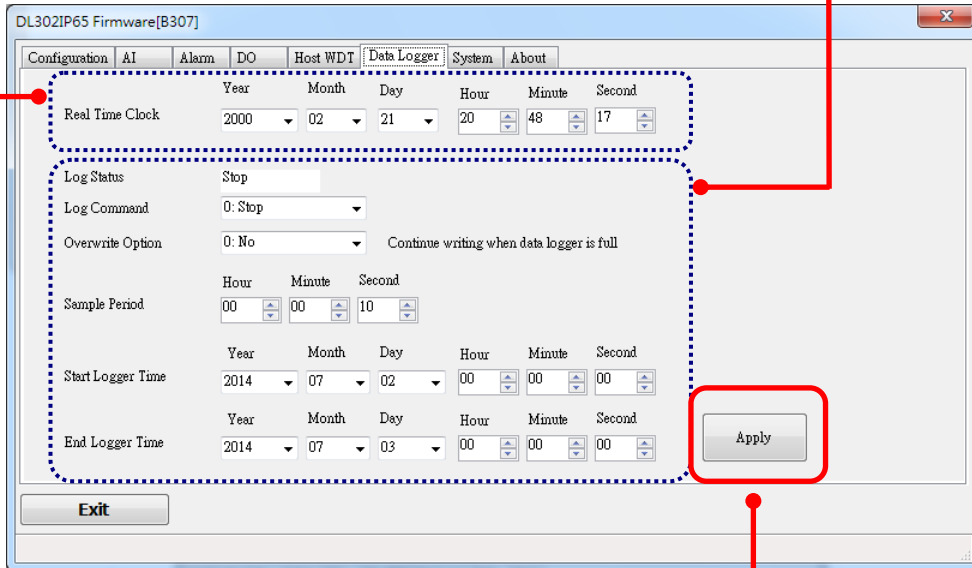 DL302IP65 Firmware[B307]
Configuration AI Alarm DO Host WDT Data Logger System About
Year Month Day Hour Minute Second
Real Time Clock 2000 02 21 20 48 17
Log Status Stop
Log Command 0: Stop
Overwrite Option 0: No Continue writing when data logger is full
Hour Minute Second
Sample Period 00 00 10
Year Month Day Hour Minute Second
Start Logger Time 2014 07 02 00 00 00
Year Month Day Hour Minute Second
End Logger Time 2014 07 03 00 00 00
Apply
Exit